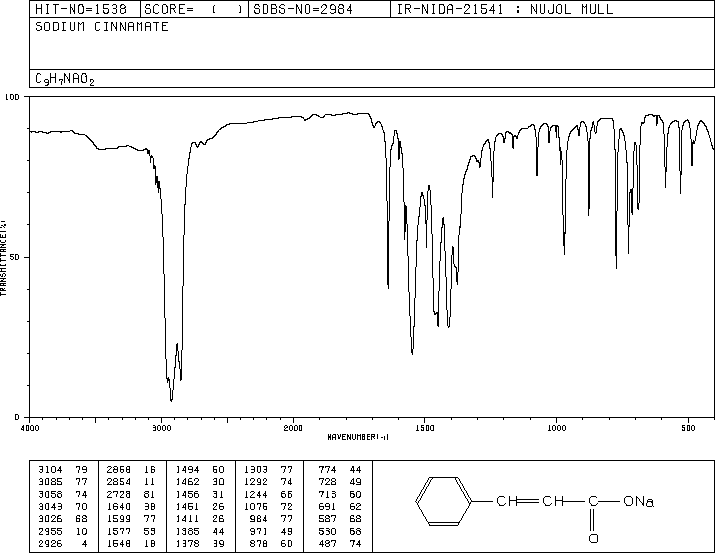 HIT-NO=1538 SCORE= ( ) SDBS-NO=2984 IR-NIDA-21541 : NUJOL MULL
SODIUM CINNAMATE
C9H7NAO2
100
50
0
TRANSMITTANCE(%)
4000 3000 2000 1500 1000 500
WAVENUMBER(-1)
3104 79 2868 16 1494 50 1303 77 774 44
3085 77 2854 11 1462 30 1292 74 728 49
3058 74 2728 81 1456 31 1244 66 713 60
3043 70 1640 38 1451 26 1076 72 691 62
3026 68 1599 77 1411 26 984 77 587 68
2955 10 1577 53 1385 44 971 49 530 68
2926 4 1548 18 1378 39 878 60 487 74
CH CH C ONa
O